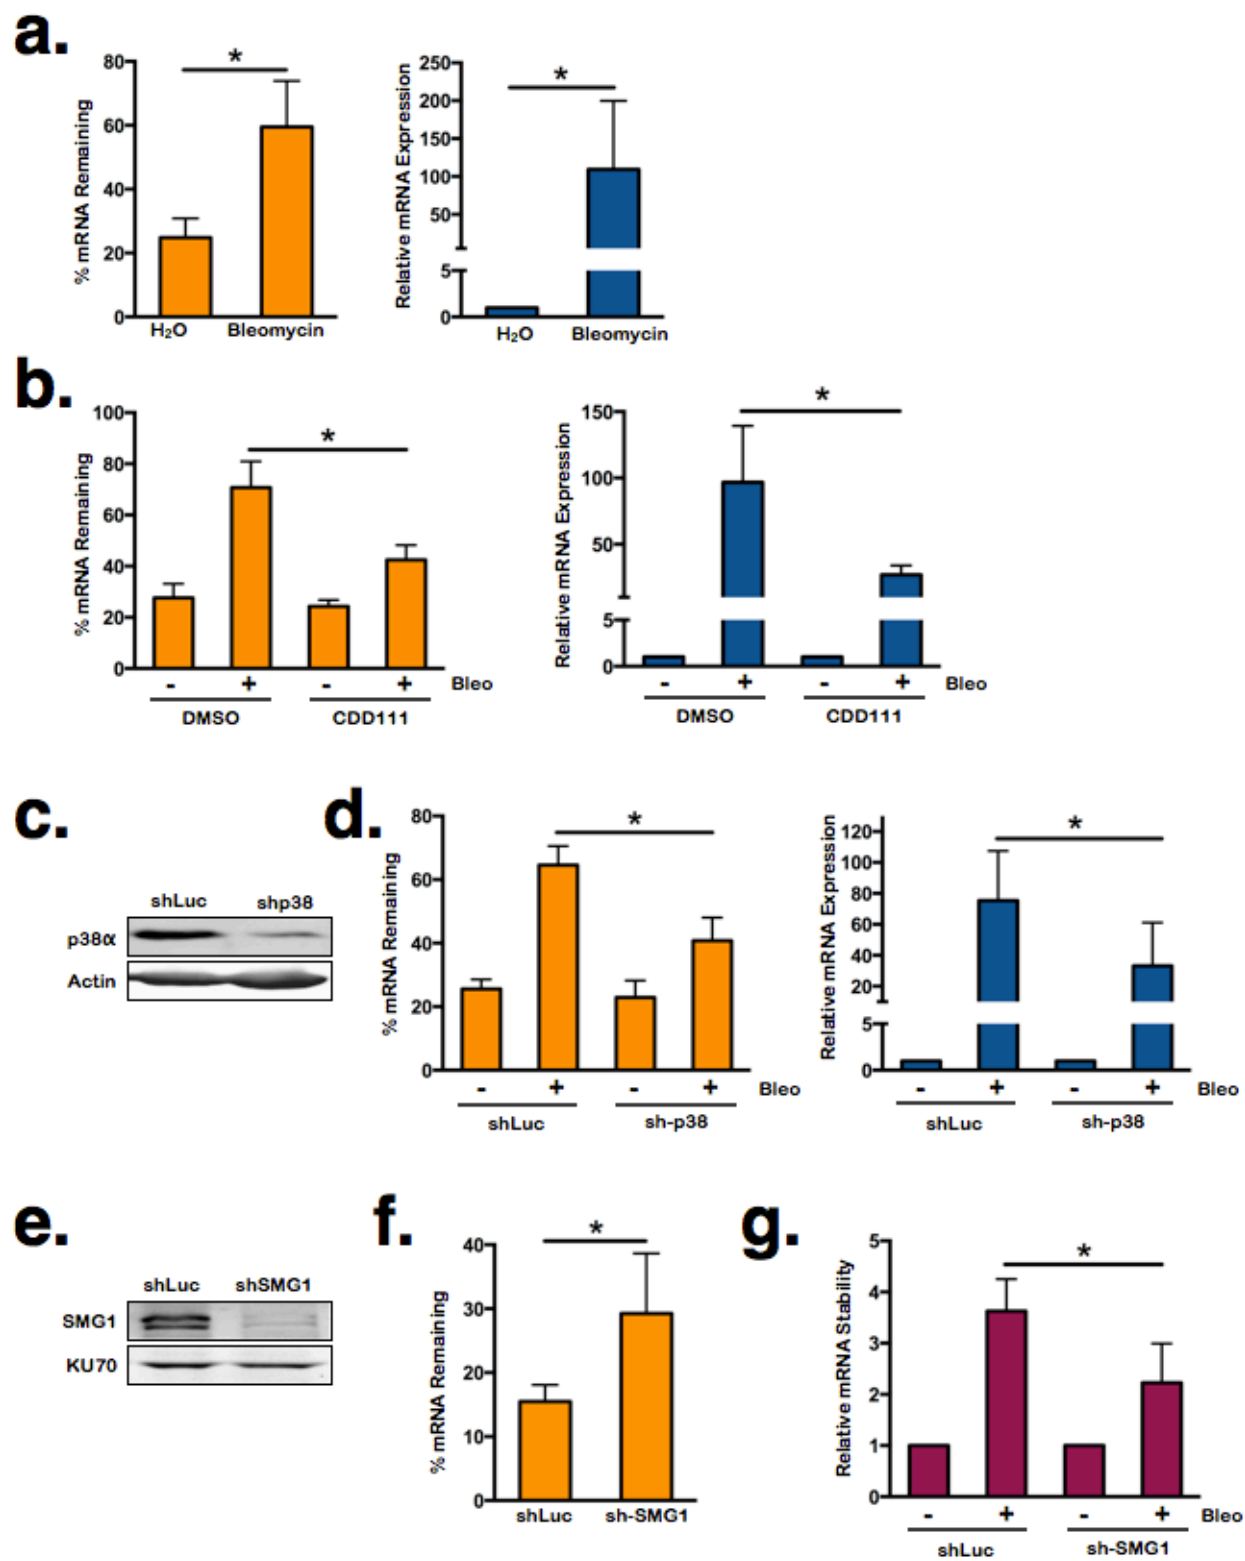 a.
% mRNA Remaining
80
60
40
20
0
*
H₂O Bleomycin
Relative mRNA Expression
250
200
150
100
50
5
0
*
H₂O Bleomycin
b.
% mRNA Remaining
100
80
60
40
20
0
*
- + - + Bleo
DMSO CDD111
Relative mRNA Expression
150
100
50
5
0
*
- + - + Bleo
DMSO CDD111
c.
shLuc shp38
p38α
Actin
d.
% mRNA Remaining
80
60
40
20
0
*
- + - + Bleo
shLuc sh-p38
Relative mRNA Expression
120
100
80
60
40
20
5
0
*
- + - + Bleo
shLuc sh-p38
e.
shLuc shSMG1
SMG1
KU70
f.
% mRNA Remaining
40
30
20
10
0
*
shLuc sh-SMG1
g.
Relative mRNA Stability
5
4
3
2
1
0
*
- + - + Bleo
shLuc sh-SMG1